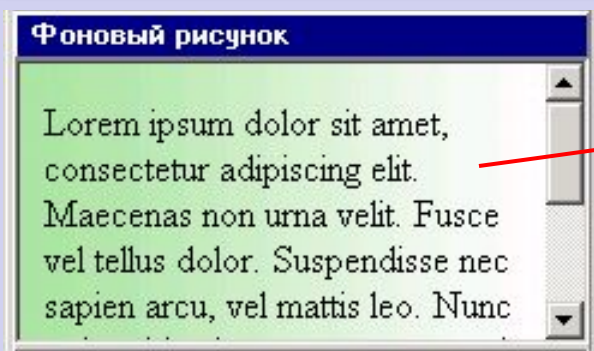 Фоновый рисунок
Lorem ipsum dolor sit amet,
consectetur adipiscing elit.
Maecenas non urna velit. Fusce
vel tellus dolor. Suspendisse nec
sapien arcu, vel mattis leo. Nunc